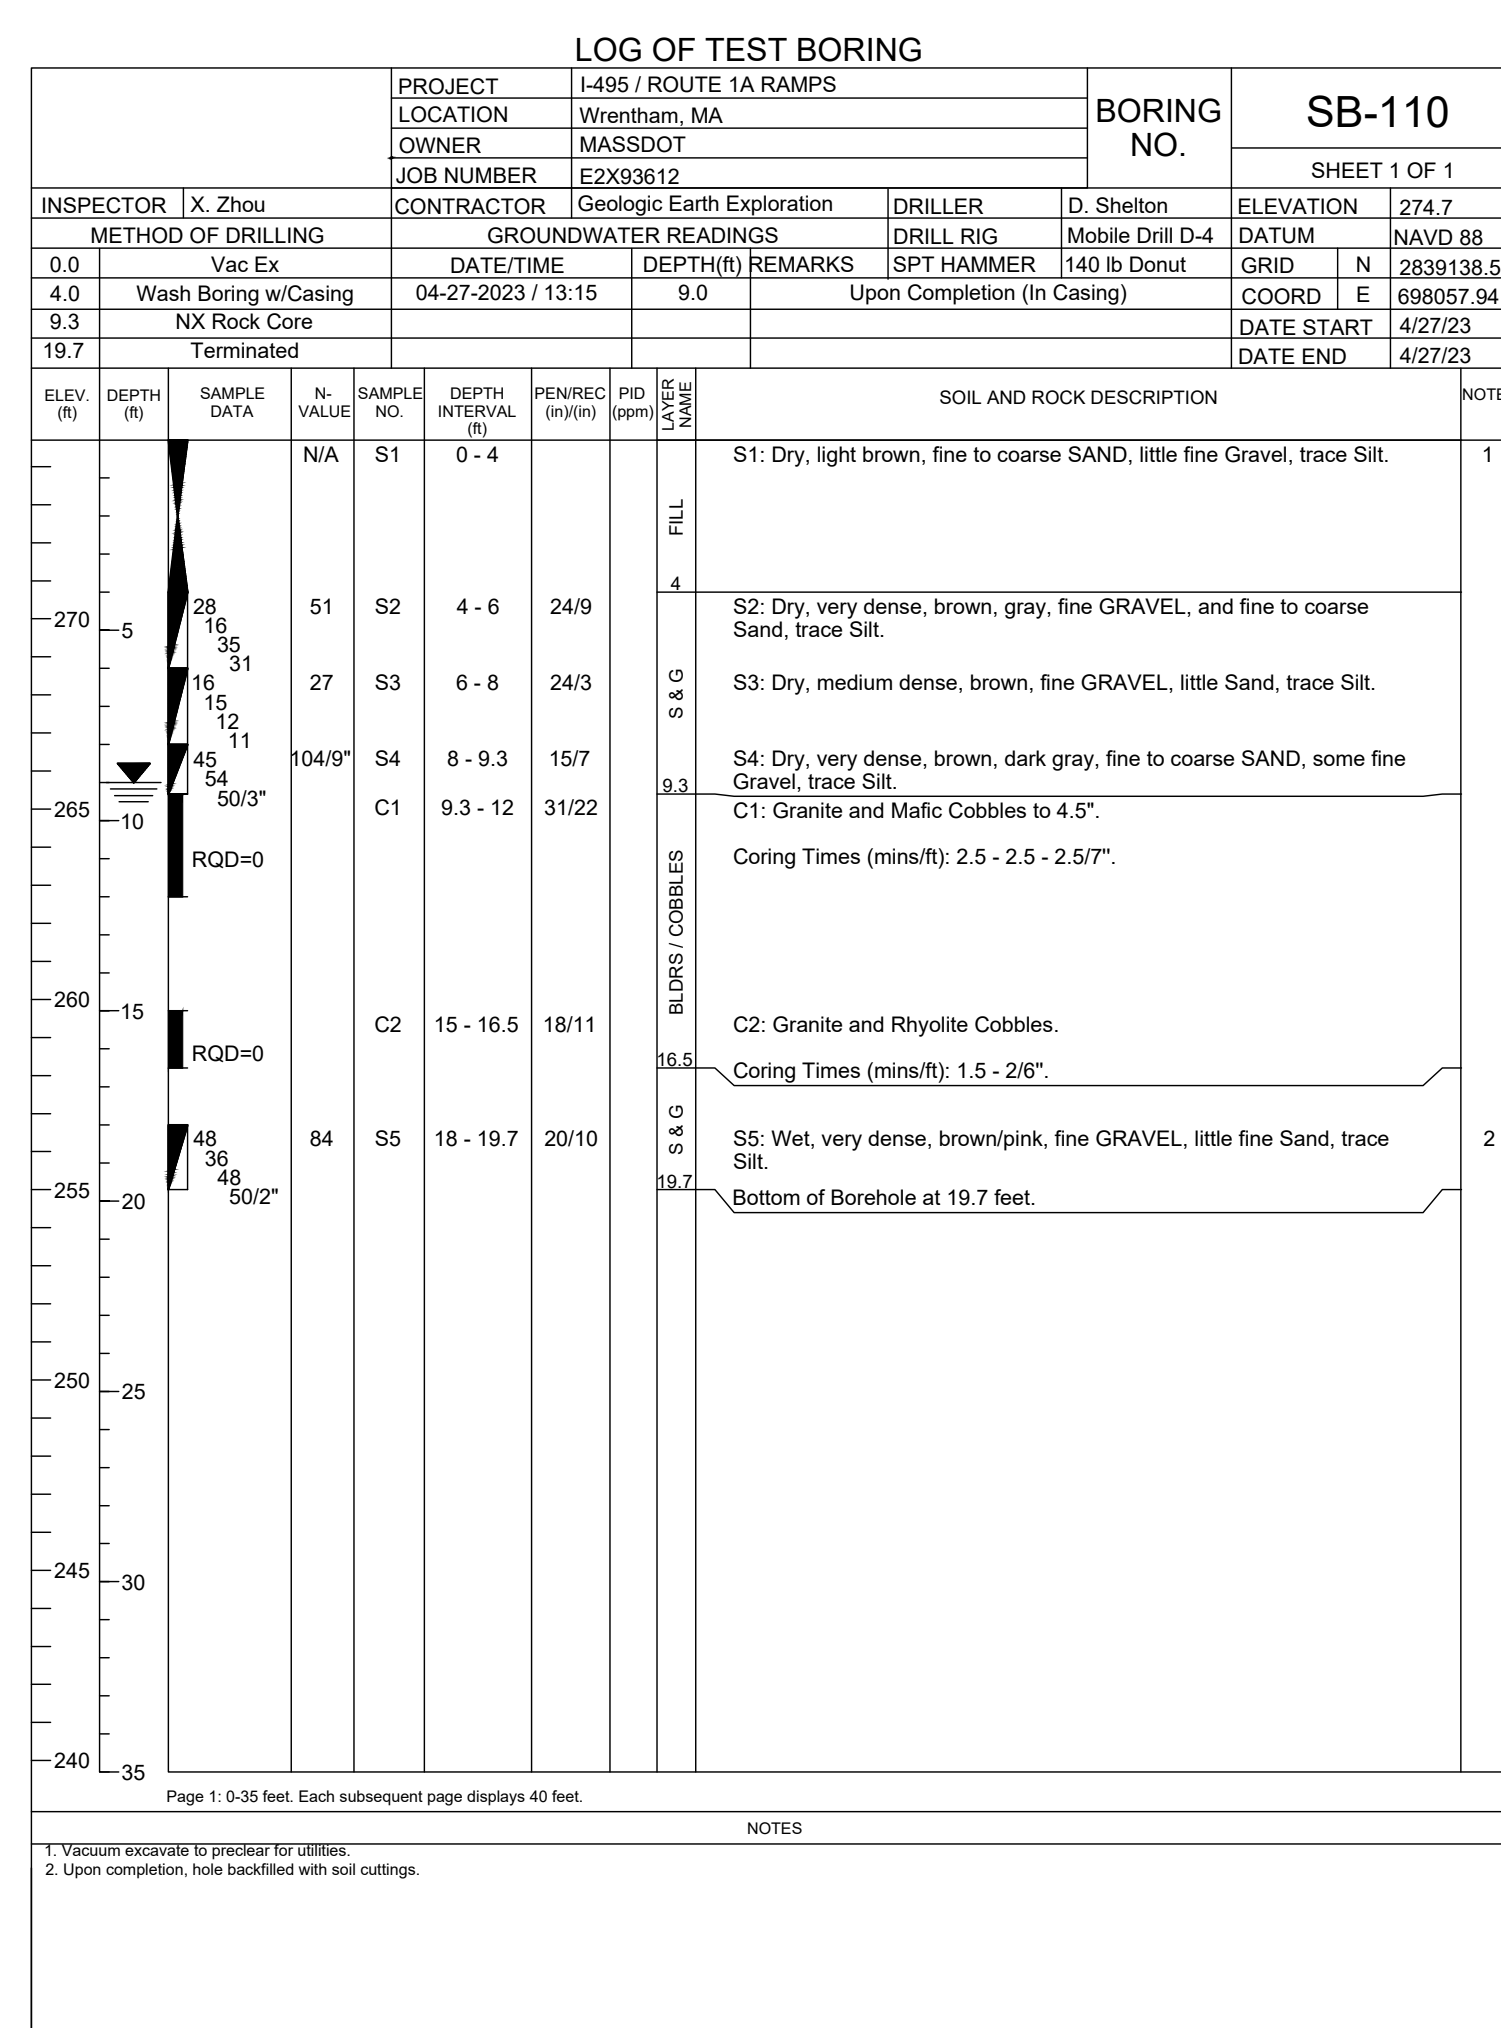 LOG OF TEST BORING
PROJECT I-495 / ROUTE 1A RAMPS
LOCATION Wrentham, MA
OWNER MASSDOT
JOB NUMBER E2X93612
BORING NO. SB-110
SHEET 1 OF 1
INSPECTOR X. Zhou CONTRACTOR Geologic Earth Exploration DRILLER D. Shelton ELEVATION 274.7
METHOD OF DRILLING GROUNDWATER READINGS DRILL RIG Mobile Drill D-4 DATUM NAVD 88
0.0 Vac Ex DATE/TIME DEPTH(ft) REMARKS SPT HAMMER 140 lb Donut GRID N 2839138.5
4.0 Wash Boring w/Casing 04-27-2023 / 13:15 9.0 Upon Completion (In Casing) COORD E 698057.94
9.3 NX Rock Core DATE START 4/27/23
19.7 Terminated DATE END 4/27/23
ELEV. (ft) DEPTH (ft) SAMPLE DATA N-VALUE SAMPLE NO. DEPTH INTERVAL (ft) PEN/REC (in)/(in) PID (ppm) LAYER NAME SOIL AND ROCK DESCRIPTION NOTE
N/A S1 0 - 4 S1: Dry, light brown, fine to coarse SAND, little fine Gravel, trace Silt. 1
FILL
4
28 51 S2 4 - 6 24/9 S2: Dry, very dense, brown, gray, fine GRAVEL, and fine to coarse
270 5 16 Sand, trace Silt.
35
31
16 27 S3 6 - 8 24/3 S & G S3: Dry, medium dense, brown, fine GRAVEL, little Sand, trace Silt.
15
12
11
45 104/9" S4 8 - 9.3 15/7 S4: Dry, very dense, brown, dark gray, fine to coarse SAND, some fine
54 9.3 Gravel, trace Silt.
50/3"
265 10 C1 9.3 - 12 31/22 C1: Granite and Mafic Cobbles to 4.5".
RQD=0 Coring Times (mins/ft): 2.5 - 2.5 - 2.5/7".
BLDRS / COBBLES
260 15
C2 15 - 16.5 18/11 C2: Granite and Rhyolite Cobbles.
RQD=0
16.5 Coring Times (mins/ft): 1.5 - 2/6".
48 84 S5 18 - 19.7 20/10 S & G S5: Wet, very dense, brown/pink, fine GRAVEL, little fine Sand, trace 2
36 Silt.
48 19.7
255 20 50/2" Bottom of Borehole at 19.7 feet.
250 25
245 30
240 35
Page 1: 0-35 feet. Each subsequent page displays 40 feet.
NOTES
1. Vacuum excavate to preclear for utilities.
2. Upon completion, hole backfilled with soil cuttings.